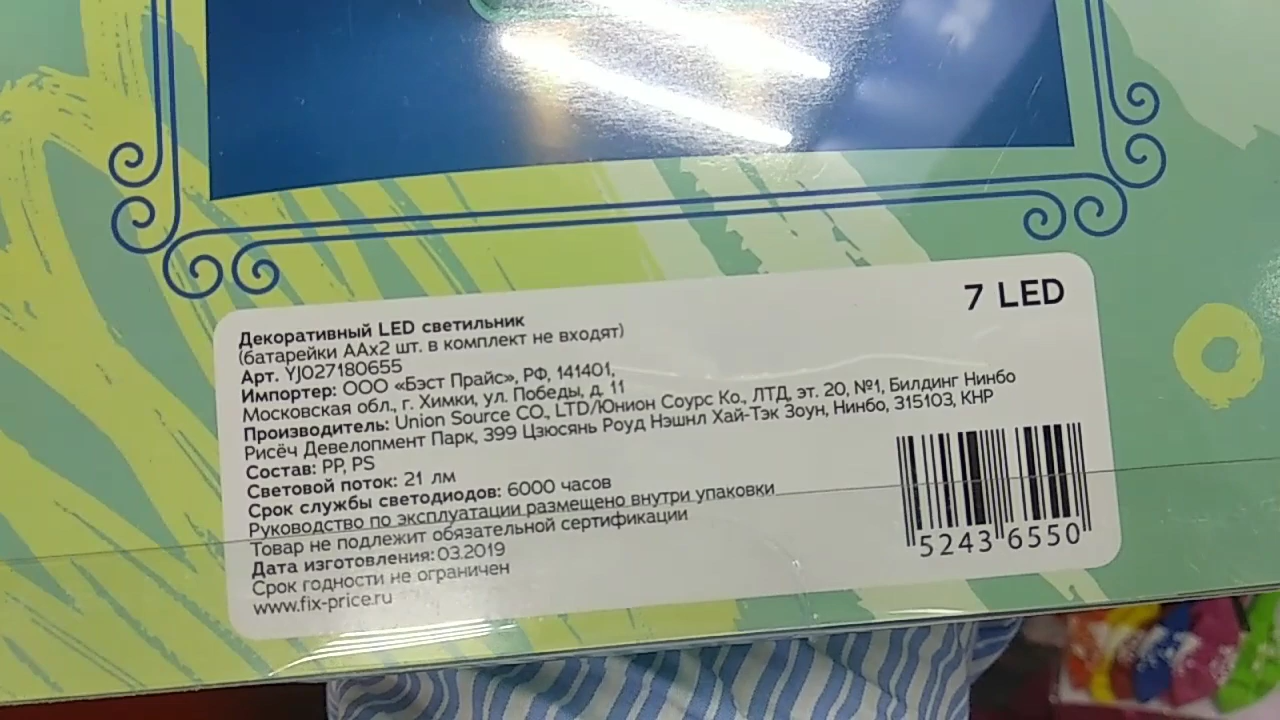 7 LED
Декоративный LED светильник
(батарейки ААх2 шт. в комплект не входят)
Арт. YJ027180655
Импортер: ООО «Бэст Прайс», РФ, 141401,
Московская обл., г. Химки, ул. Победы, д. 11
Производитель: Union Source CO., LTD/Юнион Соурс Ко., ЛТД, эт. 20, №1, Билдинг Нинбо
Рисёч Девелопмент Парк, 399 Цзюсянь Роуд Нэшнл Хай-Тэк Зоун, Нинбо, 315103, КНР
Состав: PP, PS
Световой поток: 21 лм
Срок службы светодиодов: 6000 часов
Руководство по эксплуатации размещено внутри упаковки
Товар не подлежит обязательной сертификации
Дата изготовления: 03.2019
Срок годности не ограничен
www.fix-price.ru
5243 6550